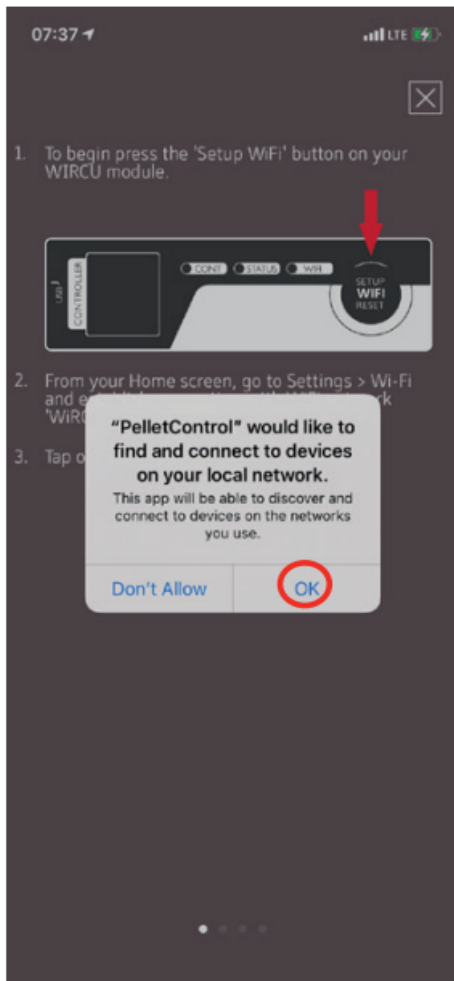 07:37
LTE
1. To begin press the 'Setup WiFi' button on your
WIRCU module.
USB
CONTROLLER
CONT
STATUS
WIFI
SETUP
WIFI
RESET
2. From your Home screen, go to Settings > Wi-Fi
and
'WiRC
3. Tap o
"PelletControl" would like to
find and connect to devices
on your local network.
This app will be able to discover and
connect to devices on the networks
you use.
Don't Allow
OK